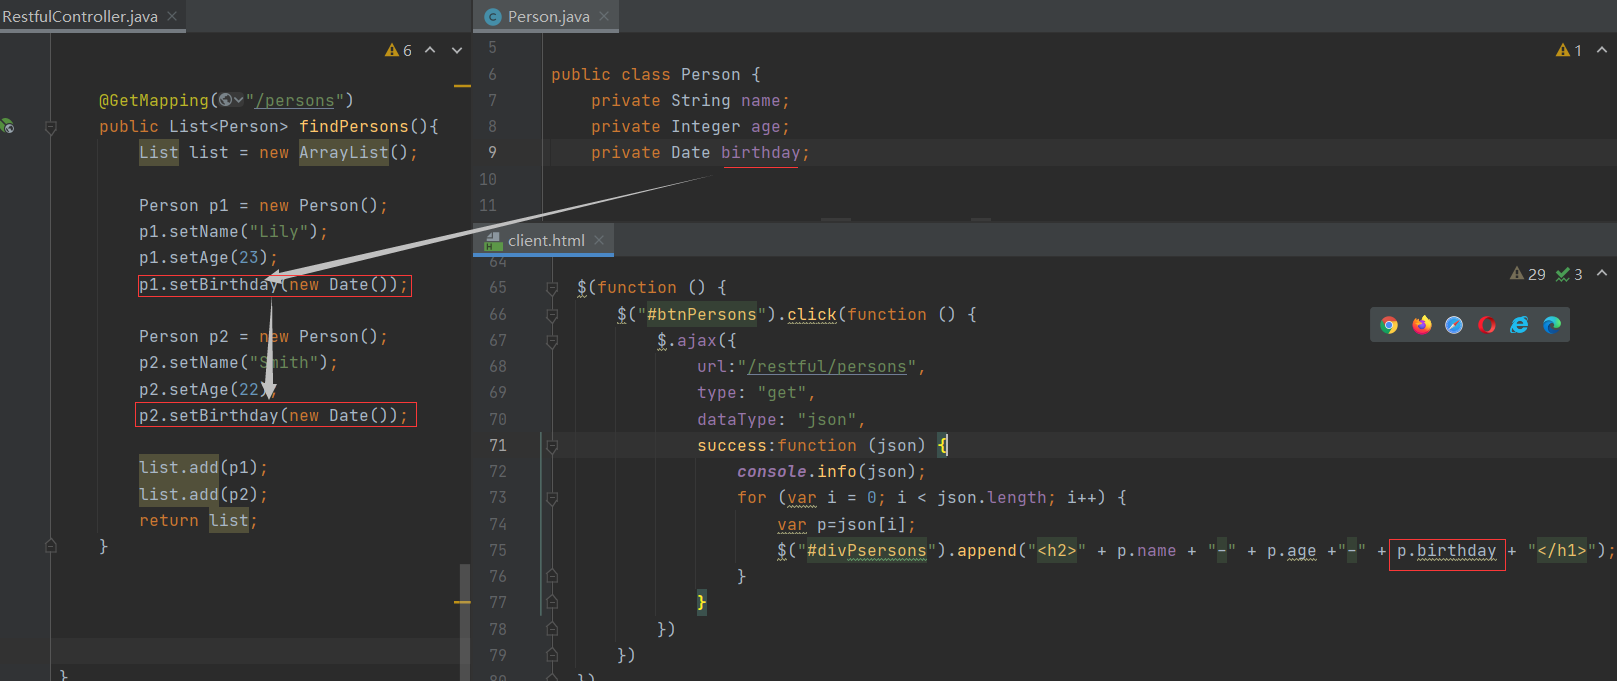 RestfulController.java
6
@GetMapping("/persons")
public List<Person> findPersons(){
List list = new ArrayList();
Person p1 = new Person();
p1.setName("Lily");
p1.setAge(23);
p1.setBirthday(new Date());
Person p2 = new Person();
p2.setName("Smith");
p2.setAge(22);
p2.setBirthday(new Date());
list.add(p1);
list.add(p2);
return list;
}
}
Person.java
1
5
6 public class Person {
7 private String name;
8 private Integer age;
9 private Date birthday;
10
11
client.html
29 3
64
65 $(function () {
66 $("#btnPersons").click(function () {
67 $.ajax({
68 url:"/restful/persons",
69 type: "get",
70 dataType: "json",
71 success:function (json) {
72 console.info(json);
73 for (var i = 0; i < json.length; i++) {
74 var p=json[i];
75 $("#divPsersons").append("<h2>" + p.name + "-" + p.age +"-" + p.birthday + "</h1>");
76 }
77 }
78 })
79 })
80 })